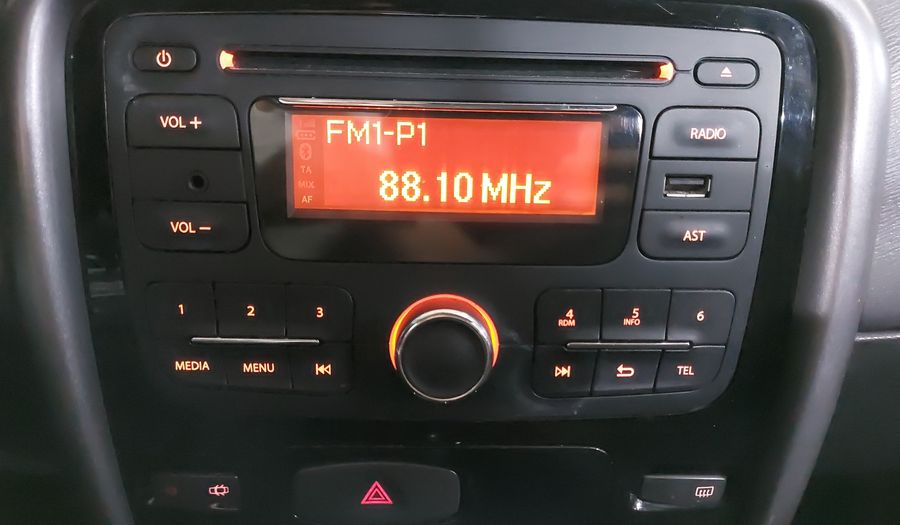 VOL +
FM1-P1
RADIO
TA
MIX
AF
88.10 MHz
VOL −
AST
1 2 3
4 5 6
RDM INFO
MEDIA MENU
TEL